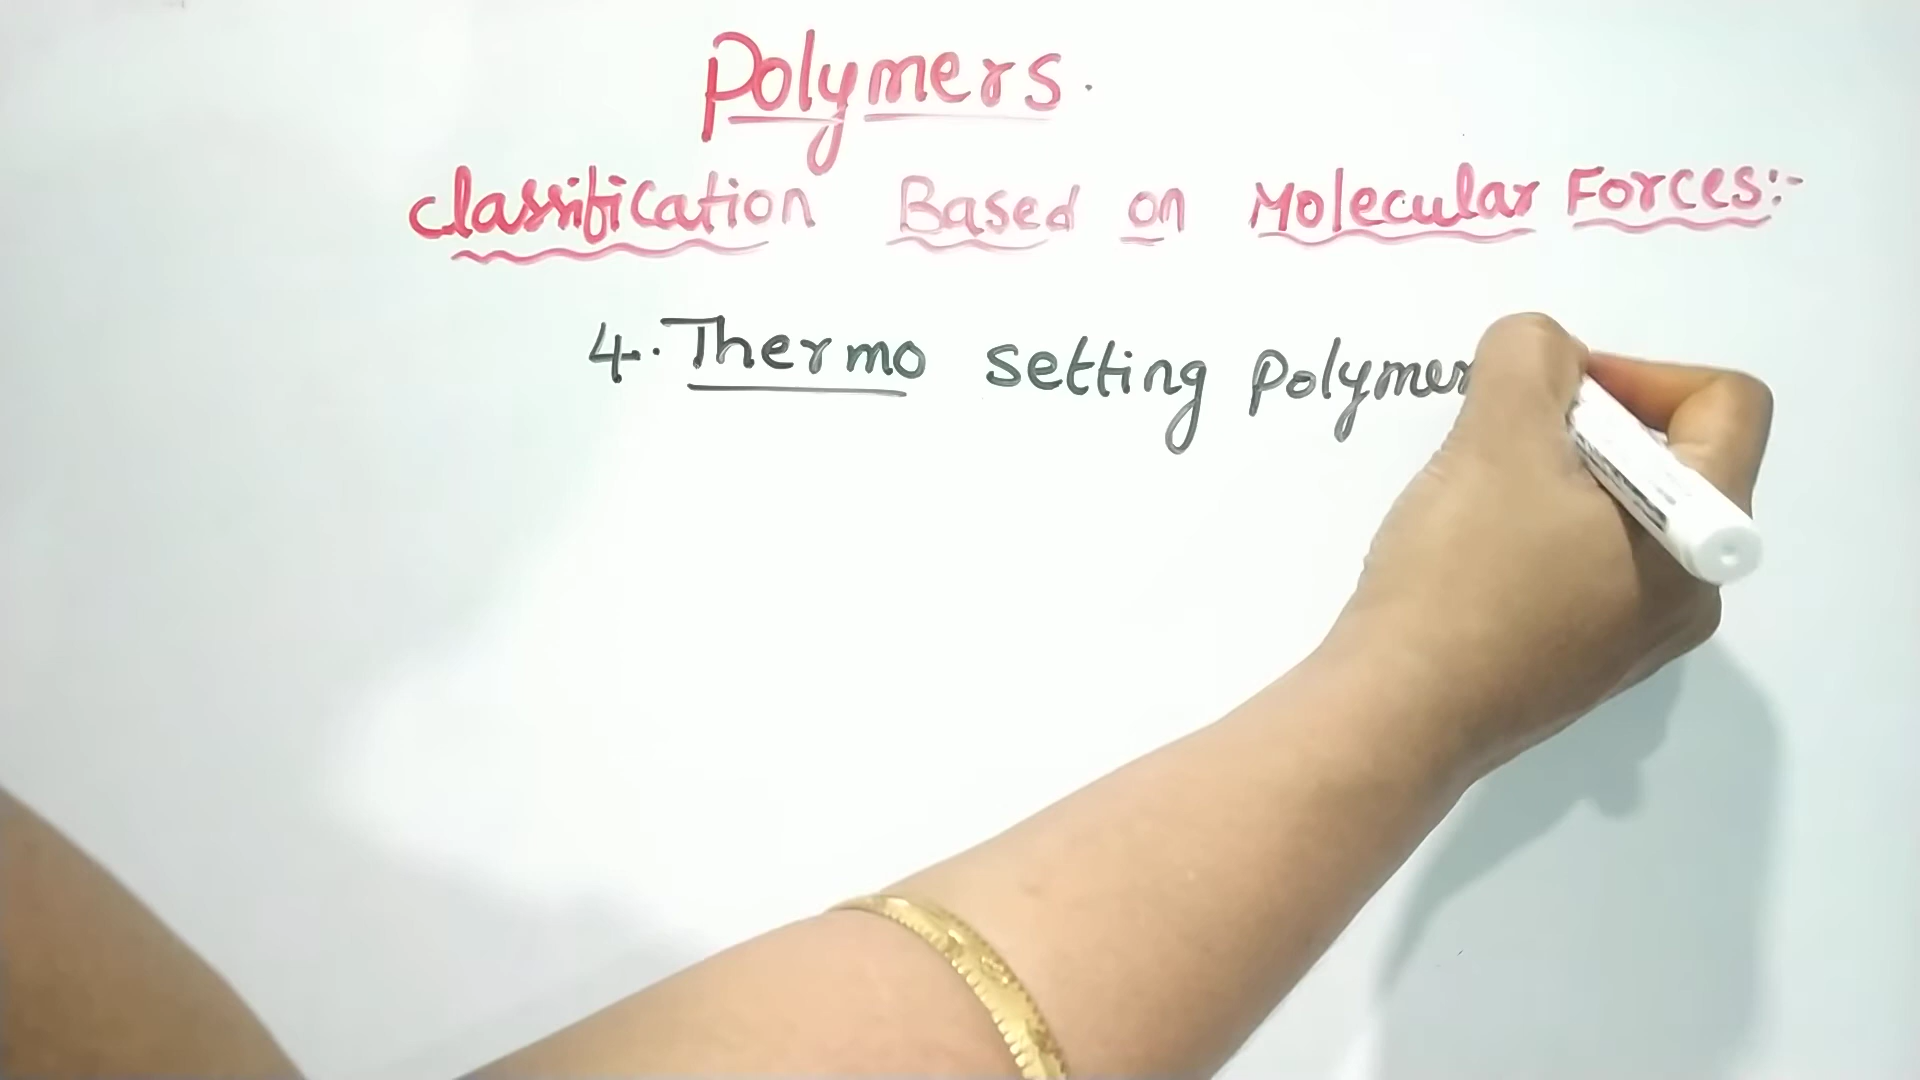 Polymers.
Classification Based on Molecular Forces:-
4. Thermo setting Polymer